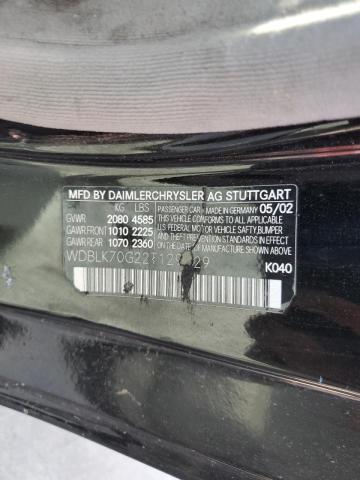 MFD BY DAIMLERCHRYSLER AG STUTTGART
KG LBS
GVWR 2080 4585
GAWR FRONT 1010 2225
GAWR REAR 1070 2360
PASSENGER CAR MADE IN GERMANY 05/02
THIS VEHICLE CONFORMS TO ALL APPLICABLE
U.S. FEDERAL MOTOR VEHICLE SAFETY, BUMPER
AND THEFT PREVENTION STANDARDS
IN EFFECT ON THE DATE OF
MANUFACTURE SHOWN ABOVE
K040